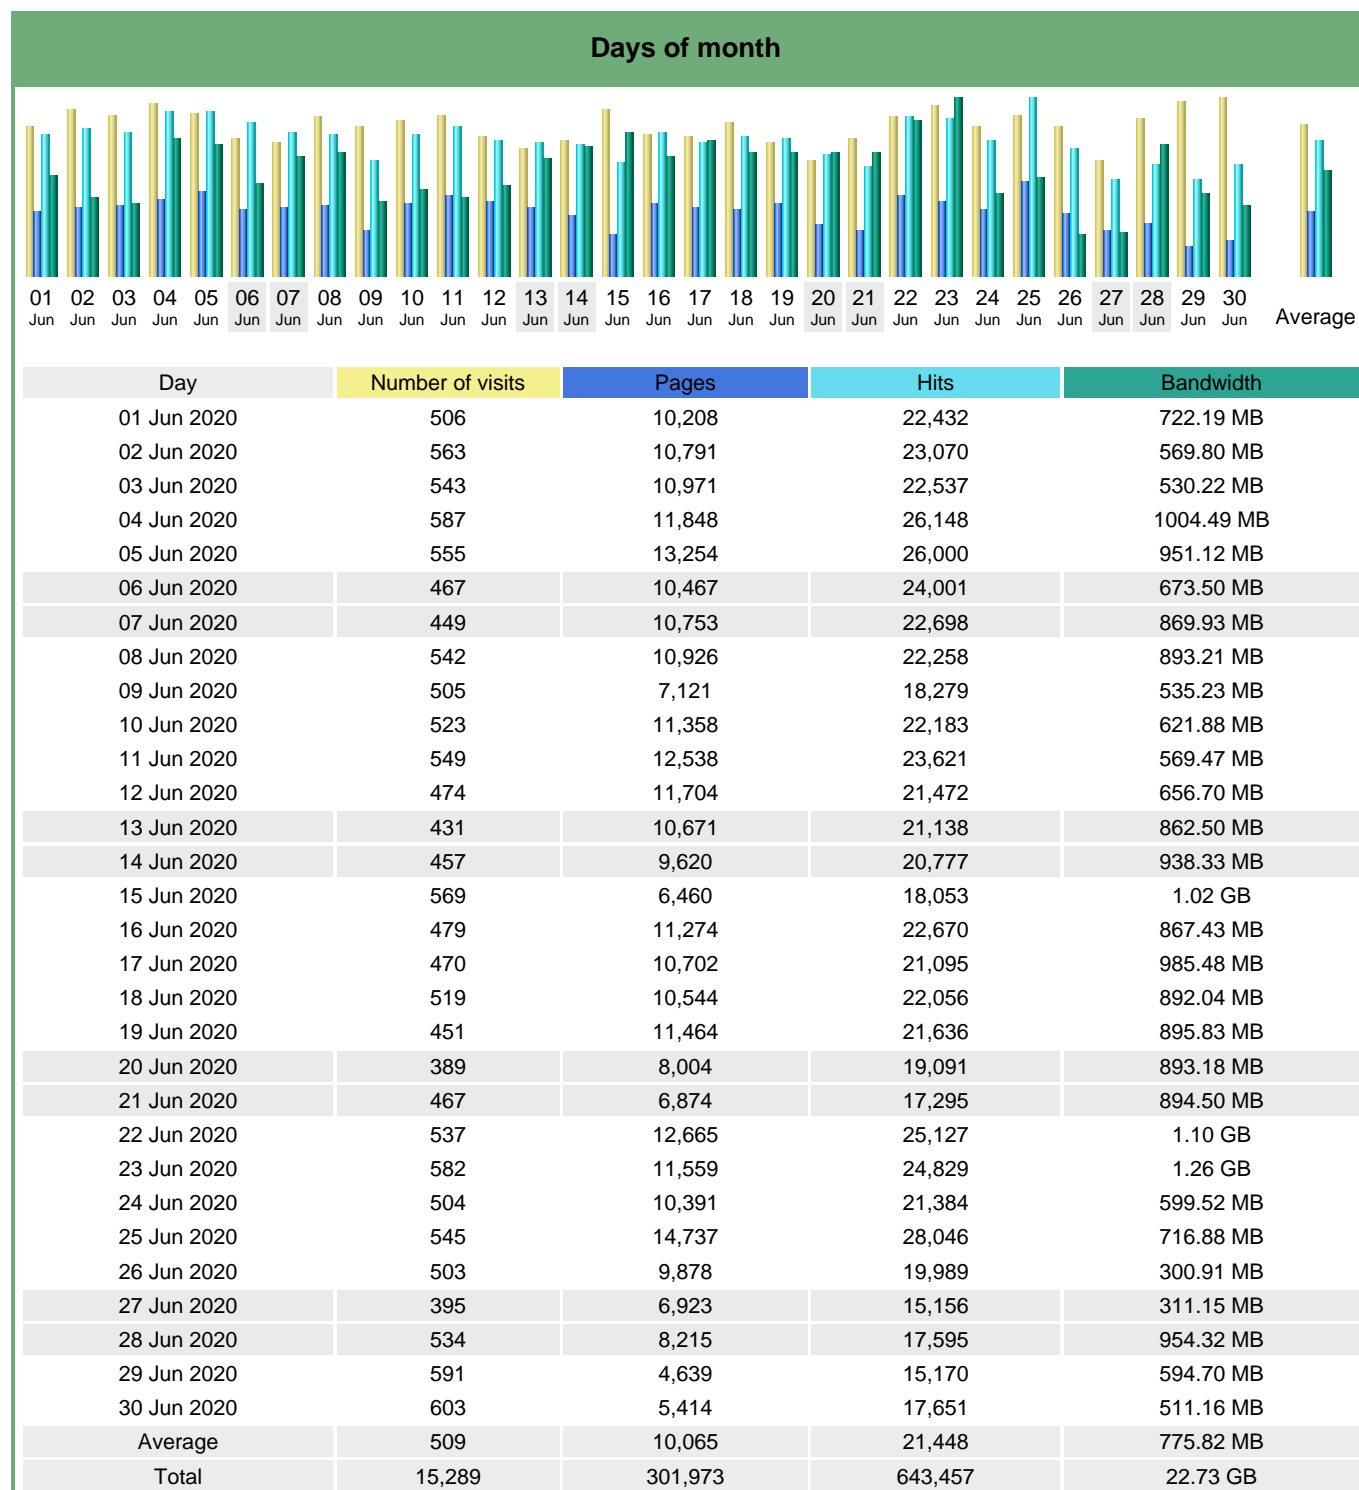 Days of month
01 02 03 04 05 06 07 08 09 10 11 12 13 14 15 16 17 18 19 20 21 22 23 24 25 26 27 28 29 30
Jun Jun Jun Jun Jun Jun Jun Jun Jun Jun Jun Jun Jun Jun Jun Jun Jun Jun Jun Jun Jun Jun Jun Jun Jun Jun Jun Jun Jun Jun Average
Day Number of visits Pages Hits Bandwidth
01 Jun 2020 506 10,208 22,432 722.19 MB
02 Jun 2020 563 10,791 23,070 569.80 MB
03 Jun 2020 543 10,971 22,537 530.22 MB
04 Jun 2020 587 11,848 26,148 1004.49 MB
05 Jun 2020 555 13,254 26,000 951.12 MB
06 Jun 2020 467 10,467 24,001 673.50 MB
07 Jun 2020 449 10,753 22,698 869.93 MB
08 Jun 2020 542 10,926 22,258 893.21 MB
09 Jun 2020 505 7,121 18,279 535.23 MB
10 Jun 2020 523 11,358 22,183 621.88 MB
11 Jun 2020 549 12,538 23,621 569.47 MB
12 Jun 2020 474 11,704 21,472 656.70 MB
13 Jun 2020 431 10,671 21,138 862.50 MB
14 Jun 2020 457 9,620 20,777 938.33 MB
15 Jun 2020 569 6,460 18,053 1.02 GB
16 Jun 2020 479 11,274 22,670 867.43 MB
17 Jun 2020 470 10,702 21,095 985.48 MB
18 Jun 2020 519 10,544 22,056 892.04 MB
19 Jun 2020 451 11,464 21,636 895.83 MB
20 Jun 2020 389 8,004 19,091 893.18 MB
21 Jun 2020 467 6,874 17,295 894.50 MB
22 Jun 2020 537 12,665 25,127 1.10 GB
23 Jun 2020 582 11,559 24,829 1.26 GB
24 Jun 2020 504 10,391 21,384 599.52 MB
25 Jun 2020 545 14,737 28,046 716.88 MB
26 Jun 2020 503 9,878 19,989 300.91 MB
27 Jun 2020 395 6,923 15,156 311.15 MB
28 Jun 2020 534 8,215 17,595 954.32 MB
29 Jun 2020 591 4,639 15,170 594.70 MB
30 Jun 2020 603 5,414 17,651 511.16 MB
Average 509 10,065 21,448 775.82 MB
Total 15,289 301,973 643,457 22.73 GB